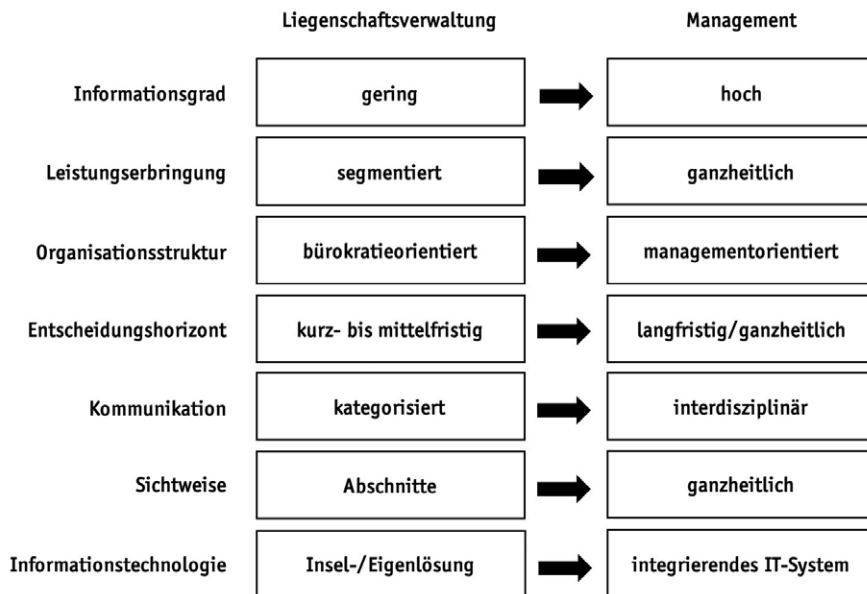 Liegenschaftsverwaltung Management
Informationsgrad gering hoch
Leistungserbringung segmentiert ganzheitlich
Organisationsstruktur bürokratieorientiert managementorientiert
Entscheidungshorizont kurz- bis mittelfristig langfristig/ganzheitlich
Kommunikation kategorisiert interdisziplinär
Sichtweise Abschnitte ganzheitlich
Informationstechnologie Insel-/Eigenlösung integrierendes IT-System